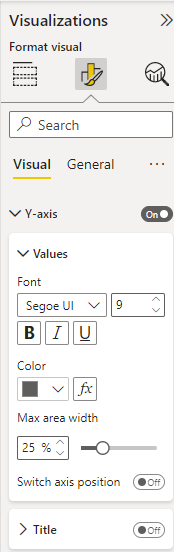 Visualizations
Format visual
Search
Visual General ...
Y-axis On
Values
Font
Segoe UI 9
B I U
Color
fx
Max area width
25 %
Switch axis position Off
Title Off